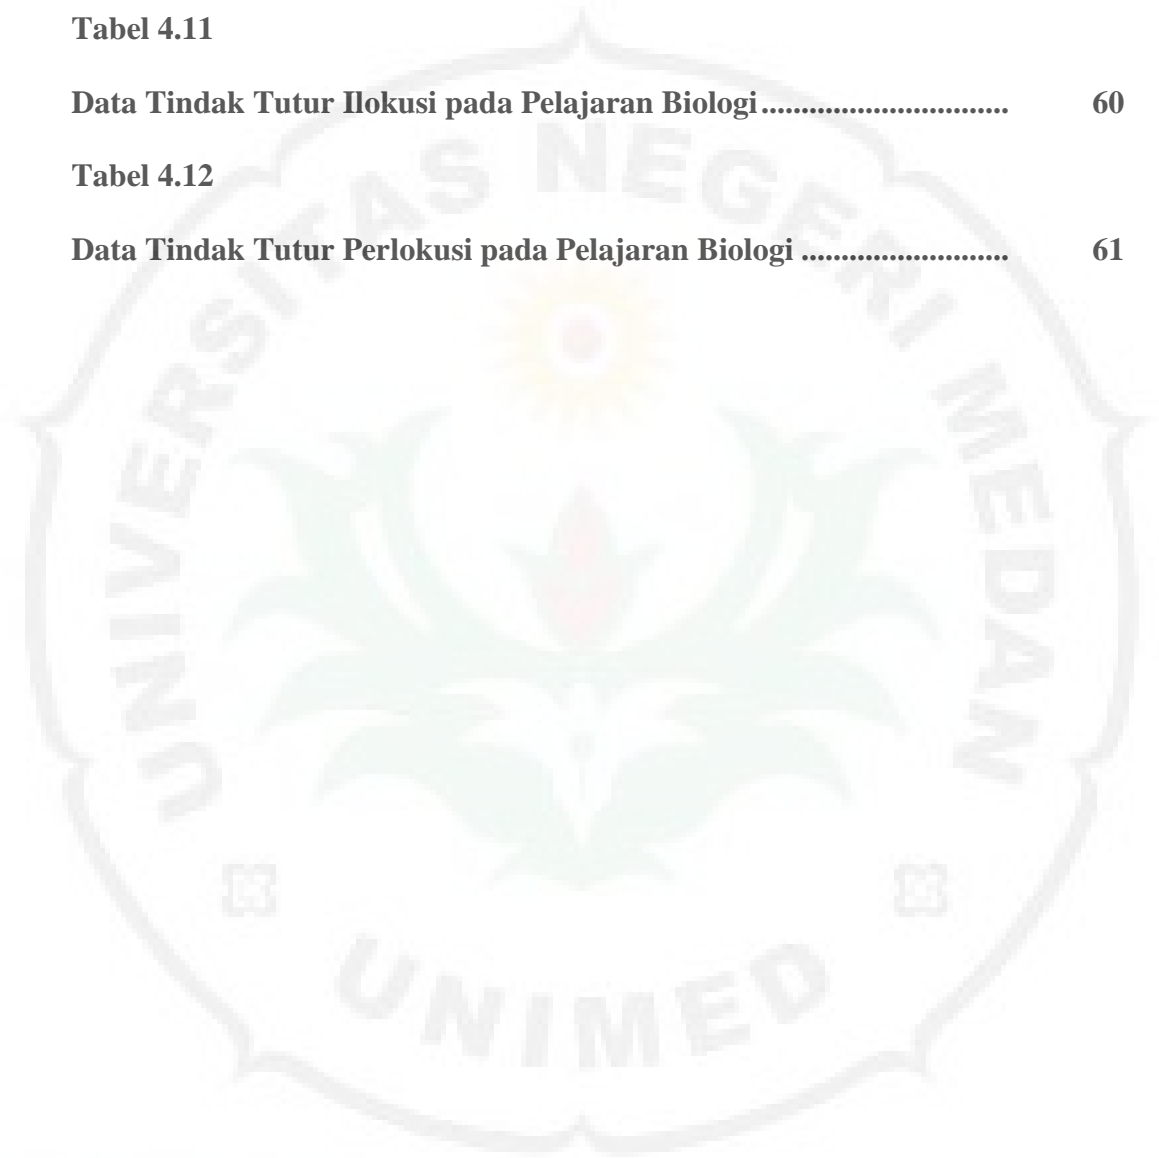 Tabel 4.11
Data Tindak Tutur Ilokusi pada Pelajaran Biologi............................... 60
Tabel 4.12
Data Tindak Tutur Perlokusi pada Pelajaran Biologi .......................... 61
UNIVERSITAS NEGERI MEDAN
UNIMED